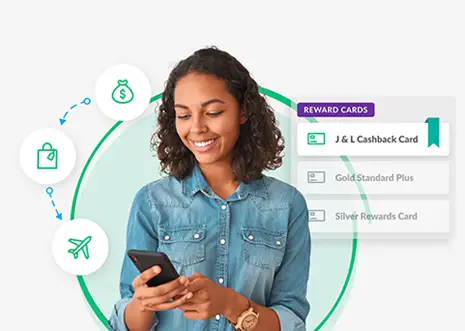 $
REWARD CARDS
J & L Cashback Card
Gold Standard Plus
Silver Rewards Card